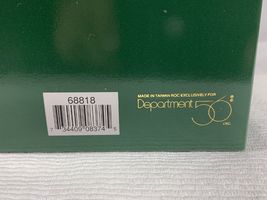 68818
7 34409 08374 5
MADE IN TAIWAN ROC EXCLUSIVELY FOR
Department 56
INC.